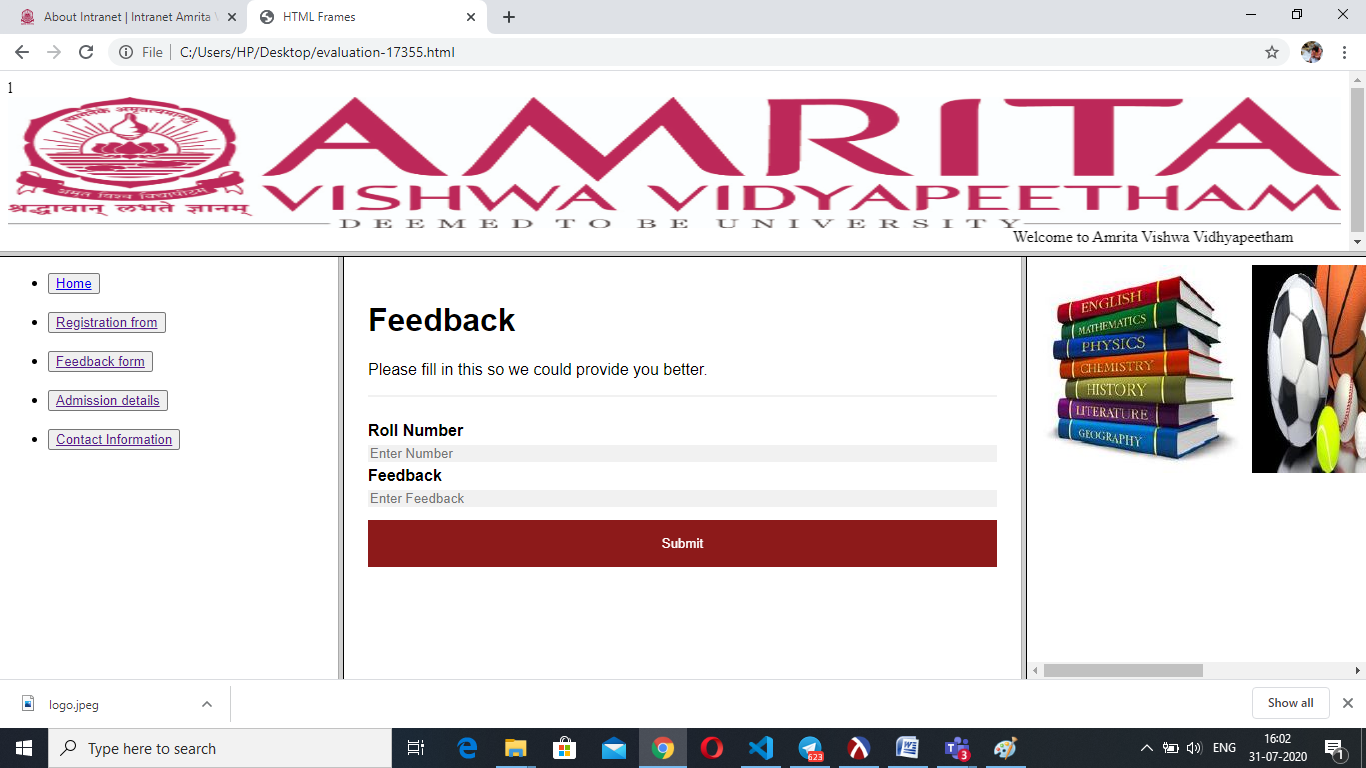 About Intranet | Intranet Amrita
HTML Frames
File
C:/Users/HP/Desktop/evaluation-17355.html
1
AMRITA
VISHWA VIDYAPEETHAM
DEEMED TO BE UNIVERSITY
श्रद्धावान् लभते ज्ञानम्
अमृत विश्व विद्यापीठम्
Welcome to Amrita Vishwa Vidhyapeetham
Home
Registration from
Feedback form
Admission details
Contact Information
Feedback
Please fill in this so we could provide you better.
Roll Number
Enter Number
Feedback
Enter Feedback
Submit
ENGLISH
MATHEMATICS
PHYSICS
CHEMISTRY
HISTORY
LITERATURE
GEOGRAPHY
logo.jpeg
Show all
Type here to search
623
3
ENG
16:02
31-07-2020
1